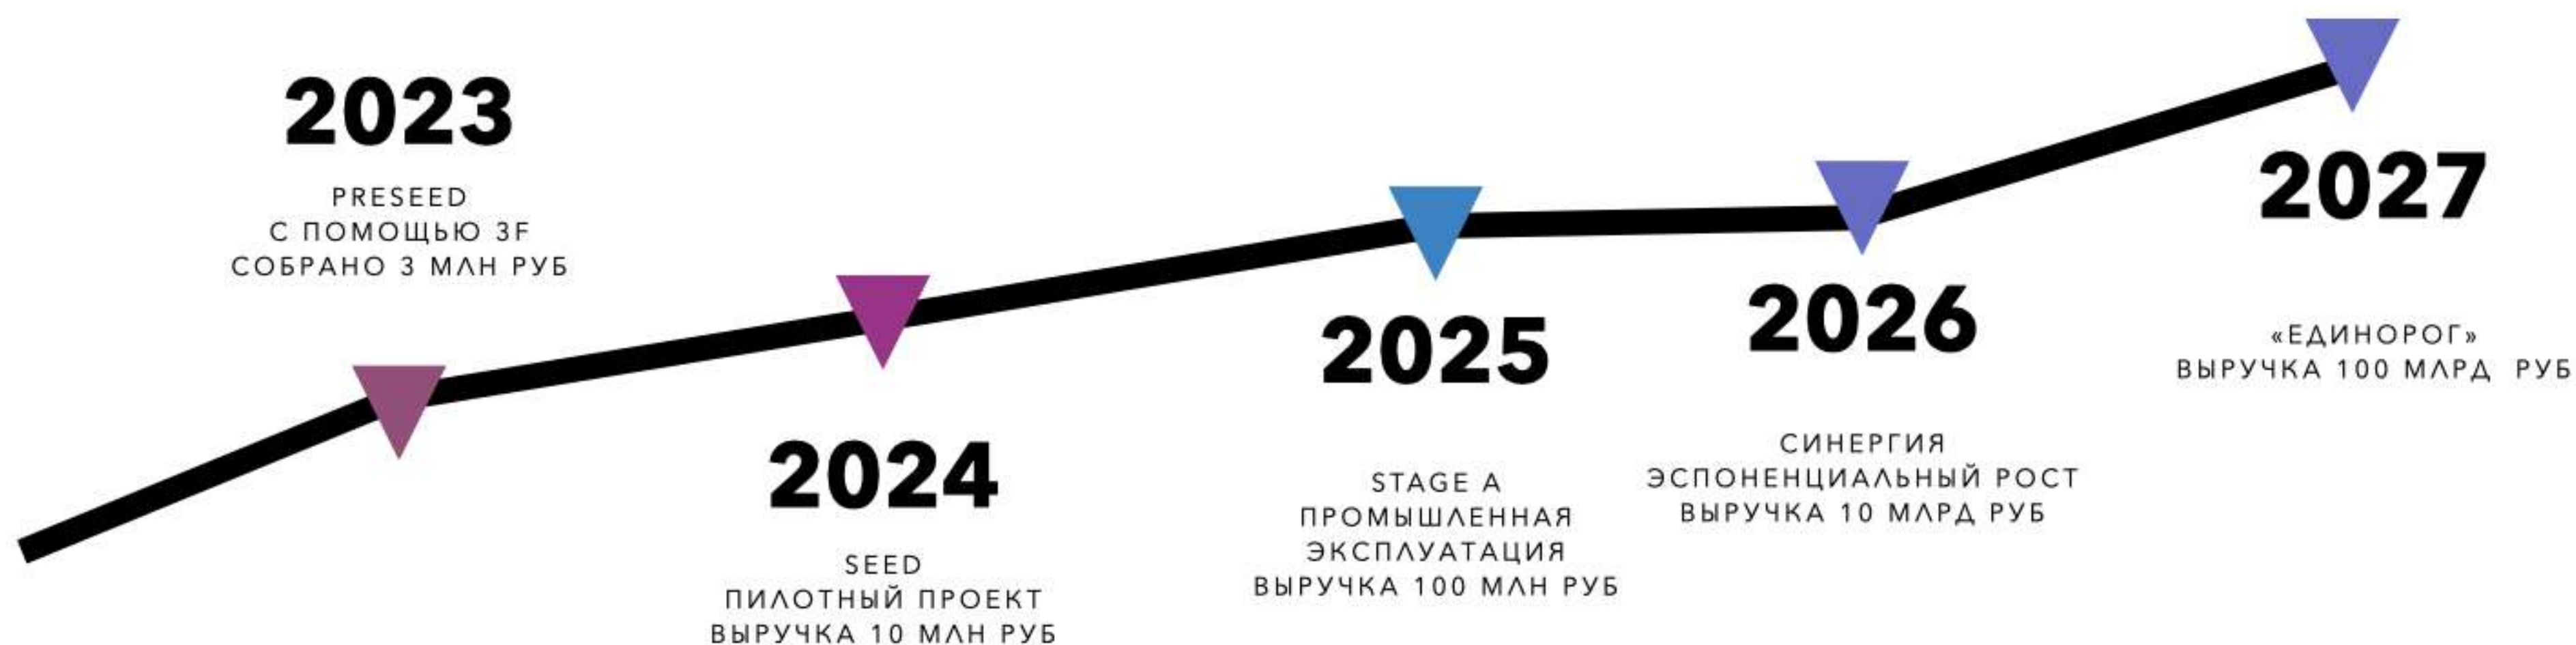 2023
PRESEED
С ПОМОЩЬЮ 3F
СОБРАНО 3 МЛН РУБ
2024
SEED
ПИЛОТНЫЙ ПРОЕКТ
ВЫРУЧКА 10 МЛН РУБ
2025
STAGE A
ПРОМЫШЛЕННАЯ
ЭКСПЛУАТАЦИЯ
ВЫРУЧКА 100 МЛН РУБ
2026
СИНЕРГИЯ
ЭСПОНЕНЦИАЛЬНЫЙ РОСТ
ВЫРУЧКА 10 МЛРД РУБ
2027
«ЕДИНОРОГ»
ВЫРУЧКА 100 МЛРД РУБ